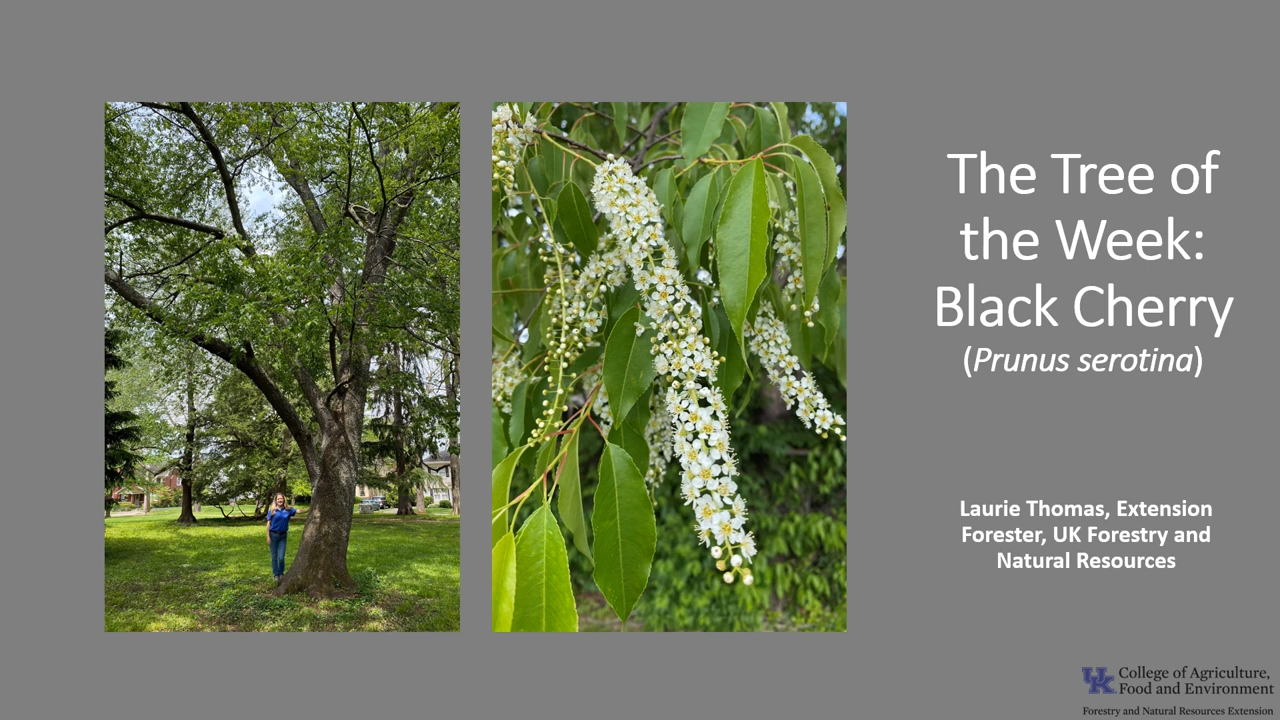 The Tree of
the Week:
Black Cherry
(Prunus serotina)
Laurie Thomas, Extension
Forester, UK Forestry and
Natural Resources
UK
College of Agriculture,
Food and Environment
Forestry and Natural Resources Extension